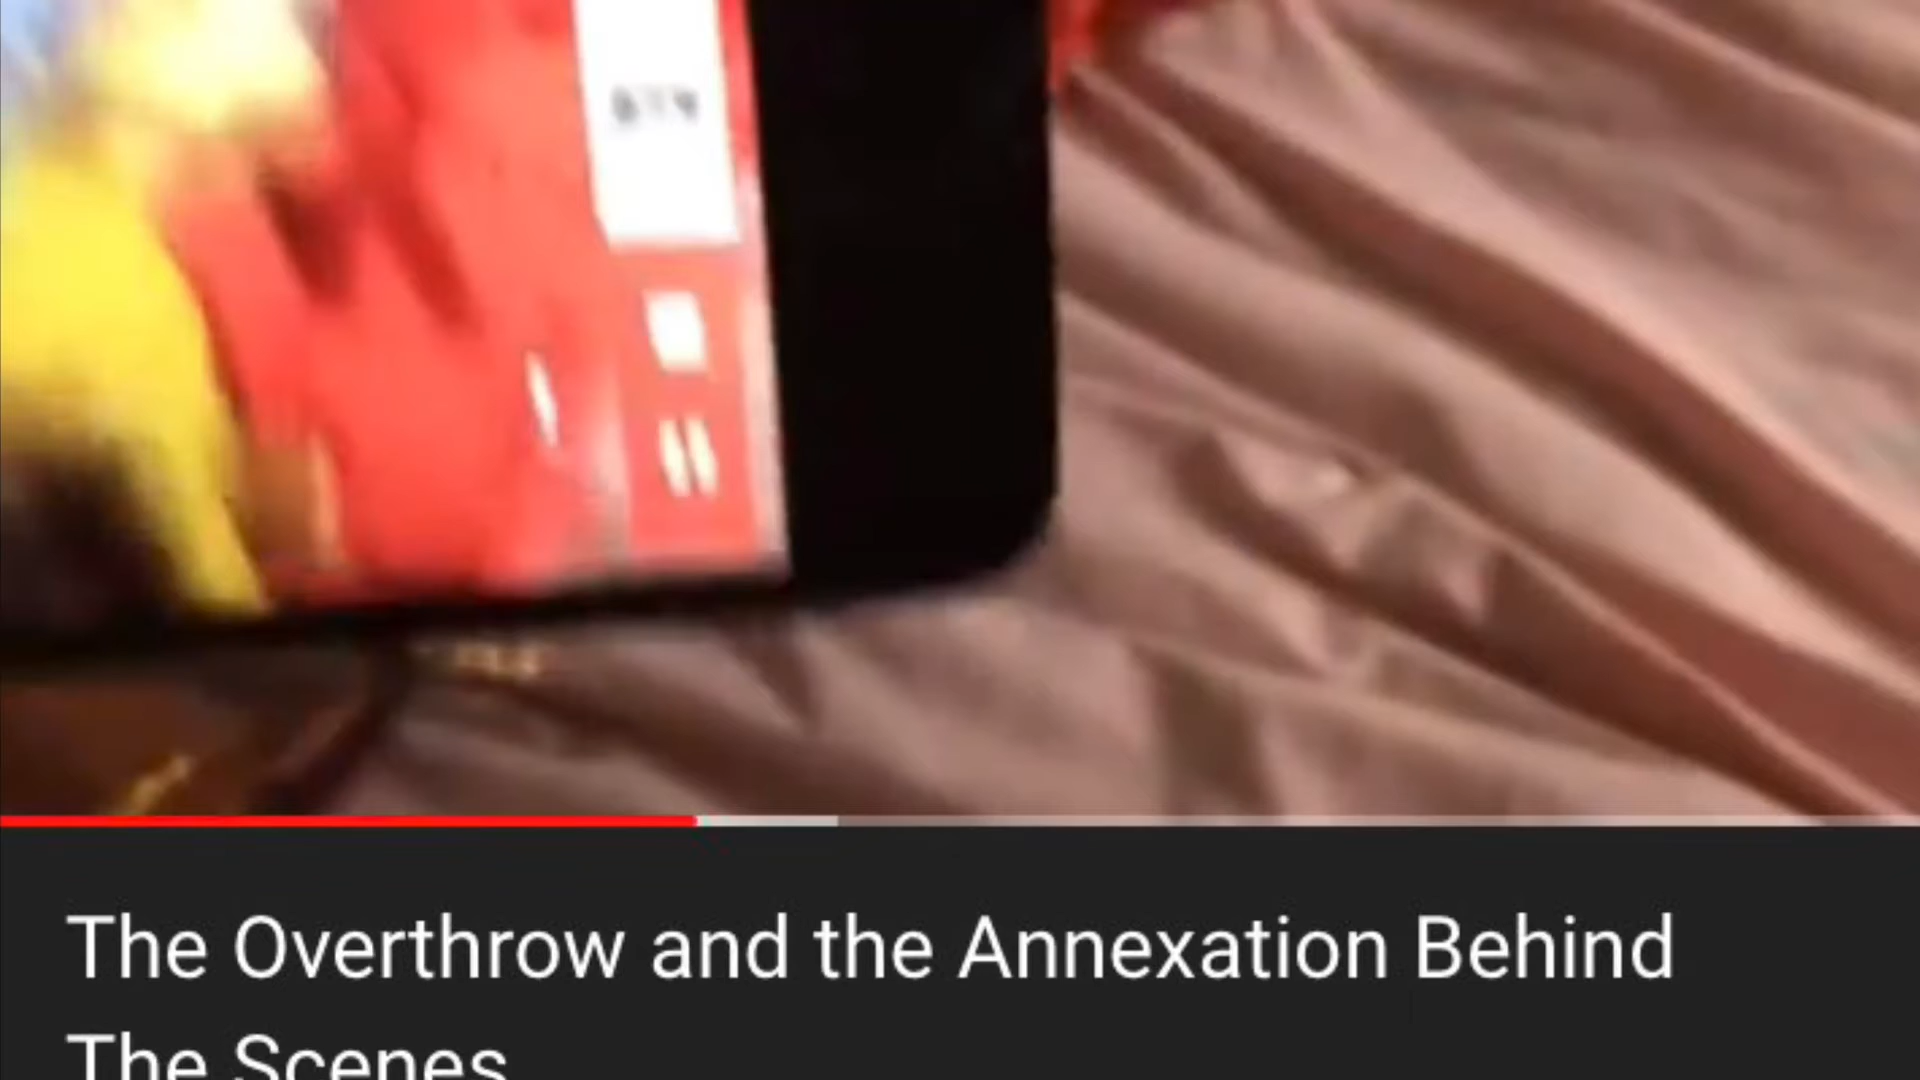 The Overthrow and the Annexation Behind
The Scenes